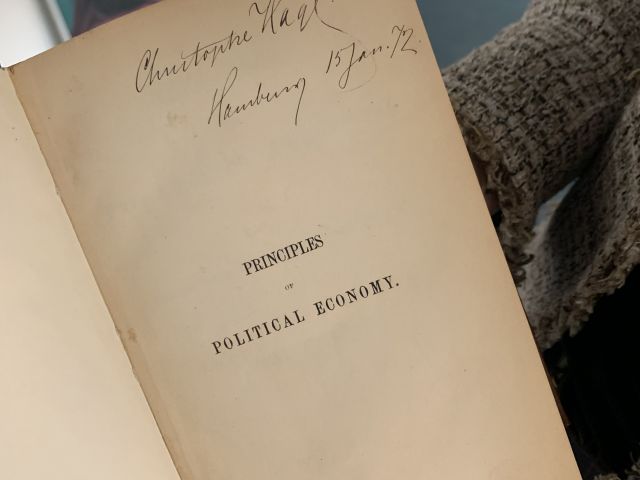 Christophe
Hamburg 15 Jan. 72.
PRINCIPLES
OF
POLITICAL ECONOMY.